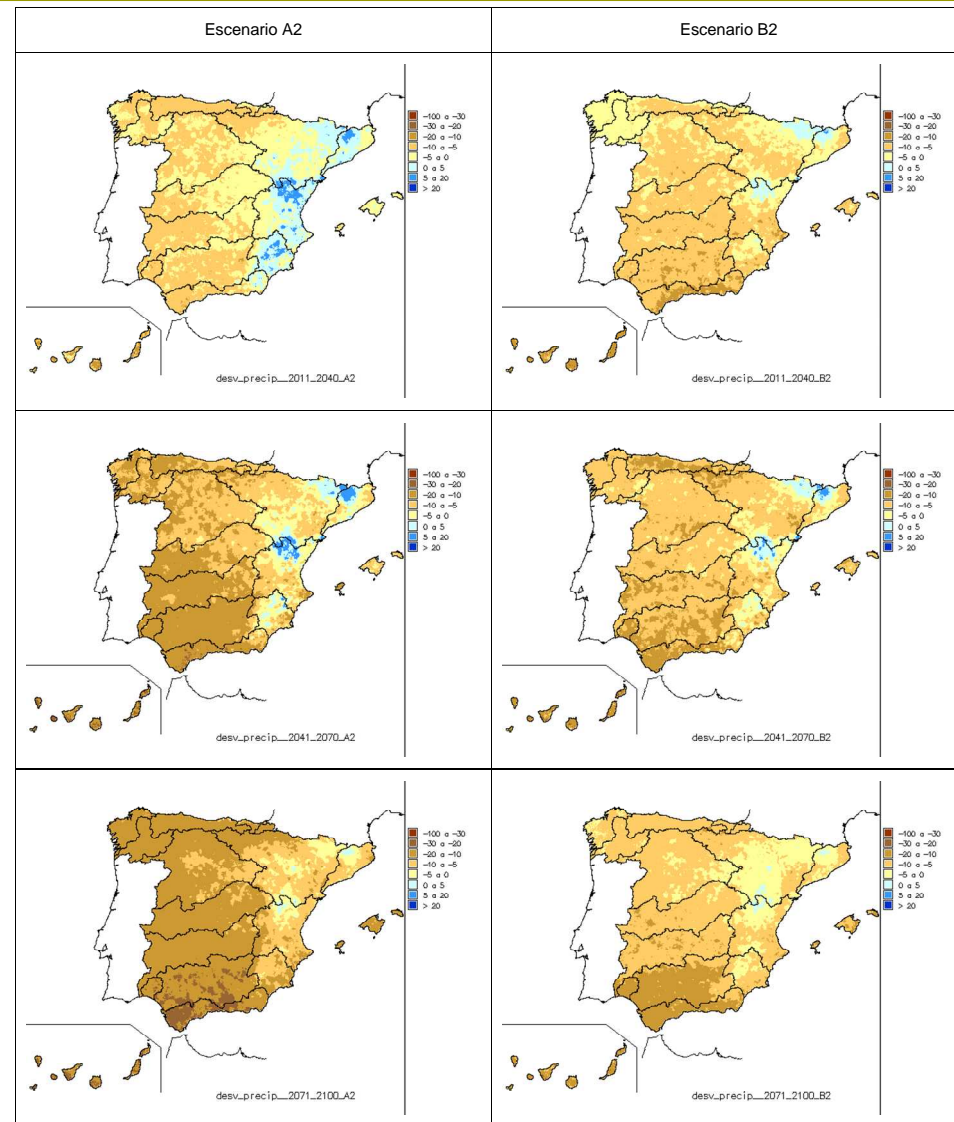 Escenario A2
Escenario B2
-100 a -30
-30 a -20
-20 a -10
-10 a -5
-5 a 0
0 a 5
5 a 20
> 20
desv_precip__2011_2040_A2
-100 a -30
-30 a -20
-20 a -10
-10 a -5
-5 a 0
0 a 5
5 a 20
> 20
desv_precip__2011_2040_B2
-100 a -30
-30 a -20
-20 a -10
-10 a -5
-5 a 0
0 a 5
5 a 20
> 20
desv_precip__2041_2070_A2
-100 a -30
-30 a -20
-20 a -10
-10 a -5
-5 a 0
0 a 5
5 a 20
> 20
desv_precip__2041_2070_B2
-100 a -30
-30 a -20
-20 a -10
-10 a -5
-5 a 0
0 a 5
5 a 20
> 20
desv_precip__2071_2100_A2
-100 a -30
-30 a -20
-20 a -10
-10 a -5
-5 a 0
0 a 5
5 a 20
> 20
desv_precip__2071_2100_B2